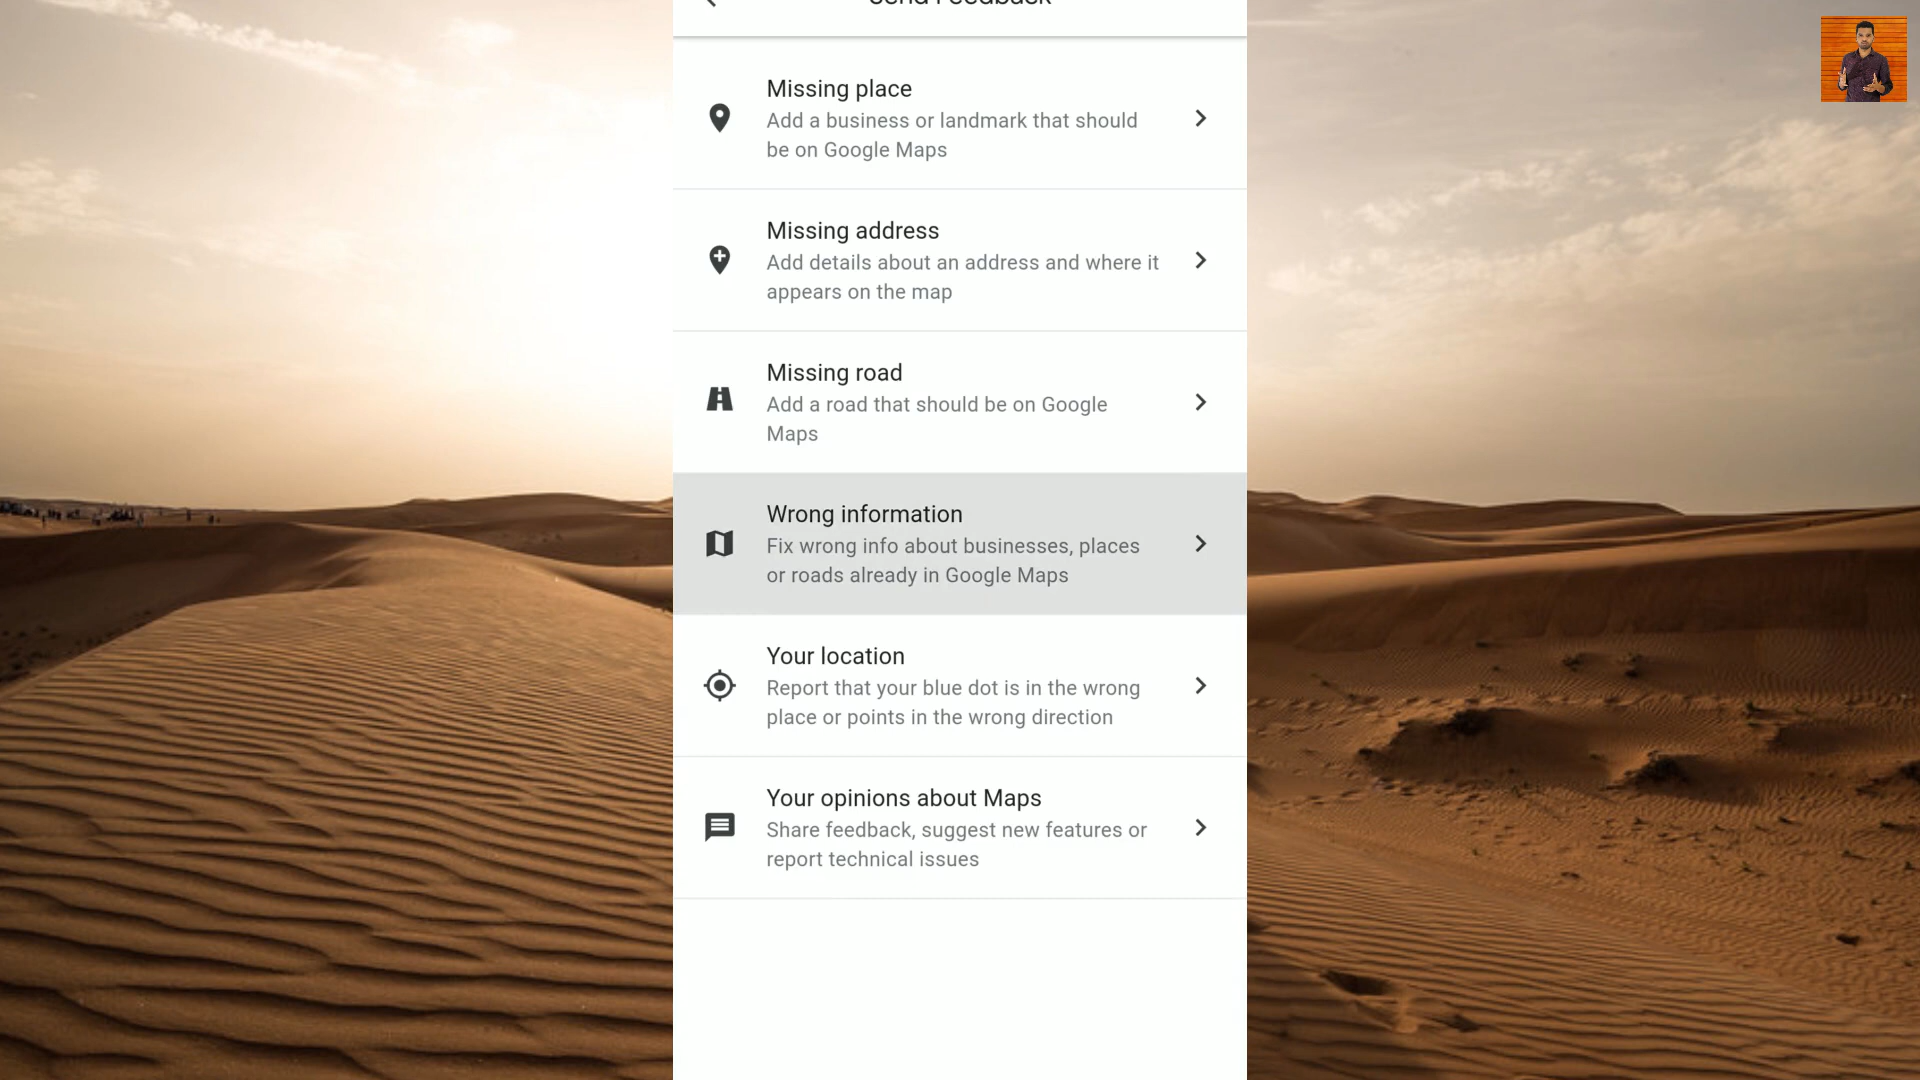 Send Feedback
Missing place
Add a business or landmark that should
be on Google Maps
Missing address
Add details about an address and where it
appears on the map
Missing road
Add a road that should be on Google
Maps
Wrong information
Fix wrong info about businesses, places
or roads already in Google Maps
Your location
Report that your blue dot is in the wrong
place or points in the wrong direction
Your opinions about Maps
Share feedback, suggest new features or
report technical issues